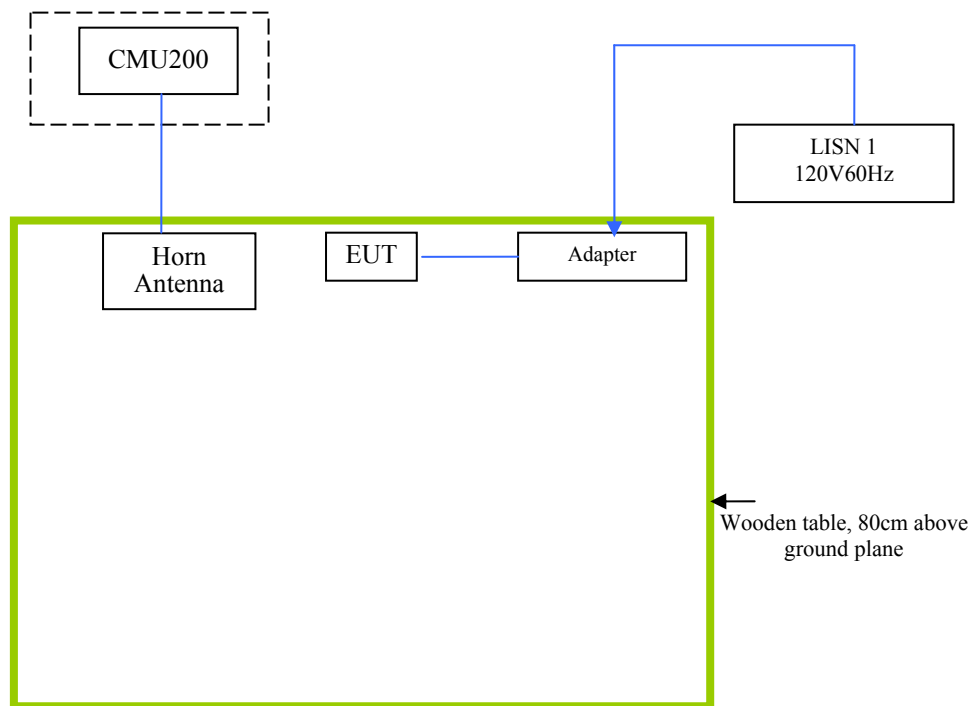 CMU200
LISN 1
120V60Hz
Horn
Antenna
EUT
Adapter
Wooden table, 80cm above
ground plane